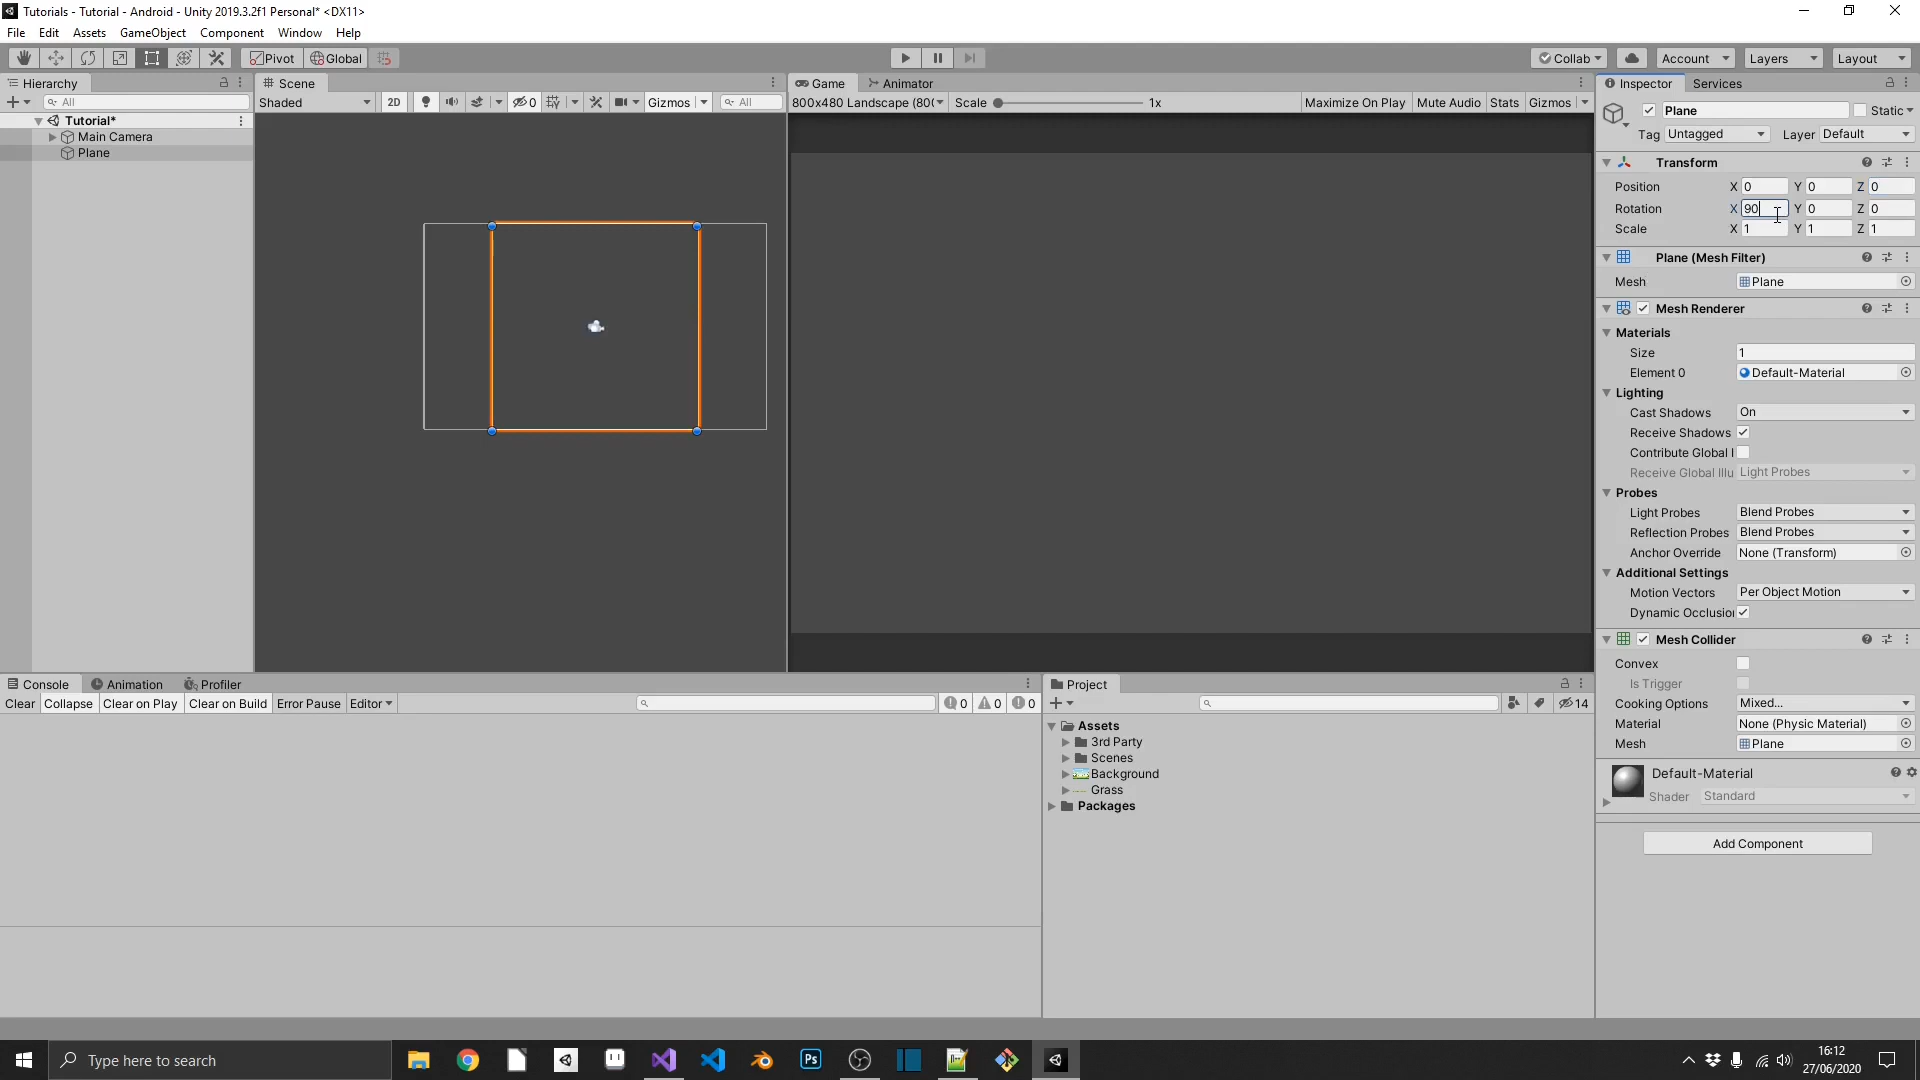 Tutorials - Tutorial - Android - Unity 2019.3.2f1 Personal* <DX11>
File Edit Assets GameObject Component Window Help
Pivot Global Collab Account Layers Layout
Hierarchy
All
Tutorial*
Main Camera
Plane
Scene
Shaded 2D 0 Gizmos All
Game Animator
800x480 Landscape (80( Scale 1x Maximize On Play Mute Audio Stats Gizmos
Inspector Services
Plane Static
Tag Untagged Layer Default
Transform
Position X 0 Y 0 Z 0
Rotation X 90 Y 0 Z 0
Scale X 1 Y 1 Z 1
Plane (Mesh Filter)
Mesh Plane
Mesh Renderer
Materials
Size 1
Element 0 Default-Material
Lighting
Cast Shadows On
Receive Shadows
Contribute Global I
Receive Global Illu Light Probes
Probes
Light Probes Blend Probes
Reflection Probes Blend Probes
Anchor Override None (Transform)
Additional Settings
Motion Vectors Per Object Motion
Dynamic Occlusion
Mesh Collider
Convex
Is Trigger
Cooking Options Mixed...
Material None (Physic Material)
Mesh Plane
Default-Material
Shader Standard
Add Component
Console Animation Profiler
Clear Collapse Clear on Play Clear on Build Error Pause Editor 0 0 0
Project
14
Assets
3rd Party
Scenes
Background
Grass
Packages
Type here to search
Ps
16:12
27/06/2020